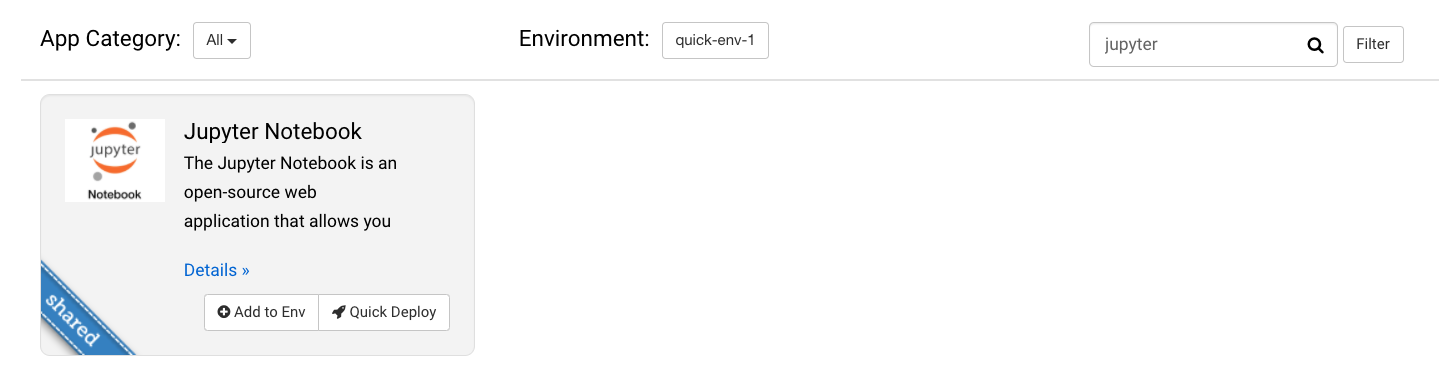 App Category: All
Environment: quick-env-1
jupyter
Filter
jupyter
Notebook
Jupyter Notebook
The Jupyter Notebook is an
open-source web
application that allows you
Details »
Add to Env
Quick Deploy
shared